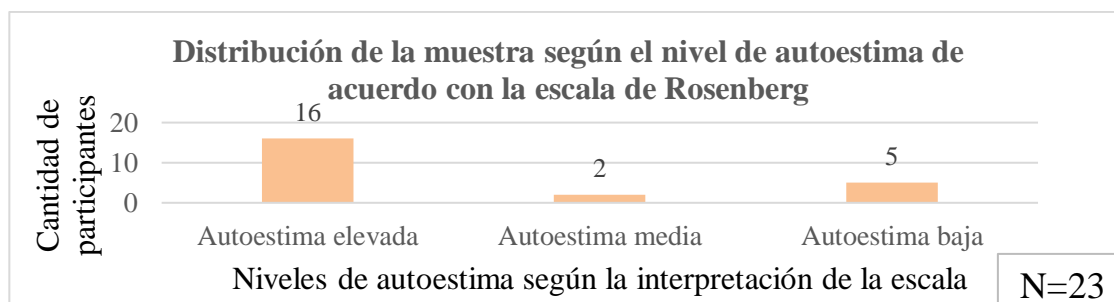 Distribución de la muestra según el nivel de autoestima de
acuerdo con la escala de Rosenberg
Cantidad de
participantes
20
10
0
16
2
5
Autoestima elevada
Autoestima media
Autoestima baja
Niveles de autoestima según la interpretación de la escala
N=23